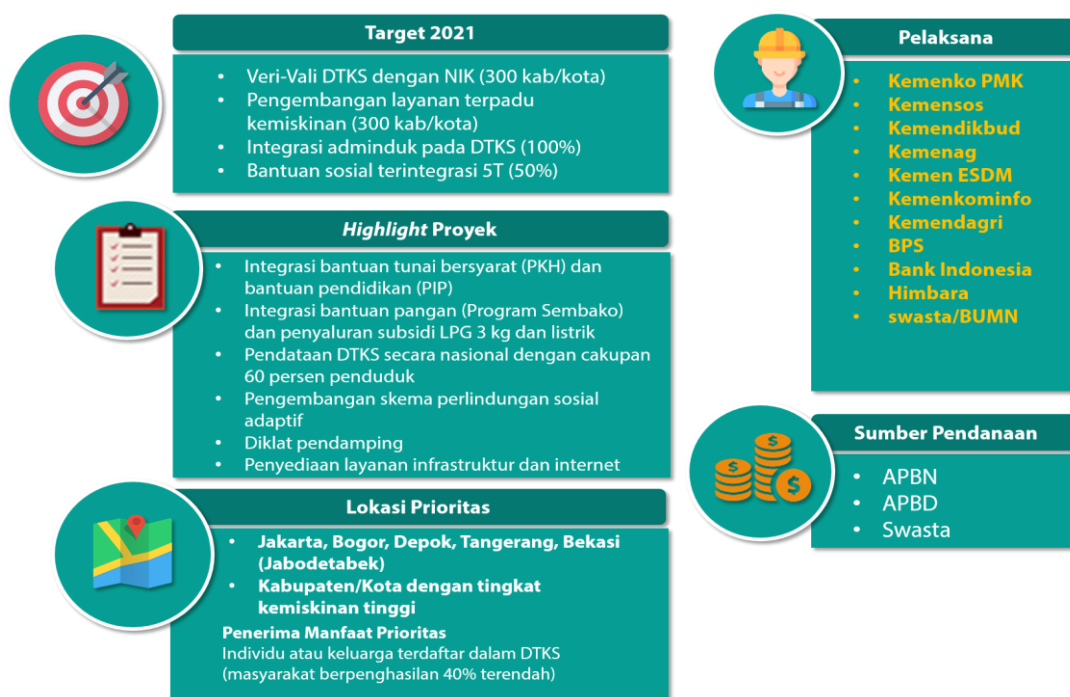 Target 2021
• Veri-Vali DTKS dengan NIK (300 kab/kota)
• Pengembangan layanan terpadu
kemiskinan (300 kab/kota)
• Integrasi adminduk pada DTKS (100%)
• Bantuan sosial terintegrasi 5T (50%)
Highlight Proyek
• Integrasi bantuan tunai bersyarat (PKH) dan
bantuan pendidikan (PIP)
• Integrasi bantuan pangan (Program Sembako)
dan penyaluran subsidi LPG 3 kg dan listrik
• Pendataan DTKS secara nasional dengan cakupan
60 persen penduduk
• Pengembangan skema perlindungan sosial
adaptif
• Diklat pendamping
• Penyediaan layanan infrastruktur dan internet
Lokasi Prioritas
• Jakarta, Bogor, Depok, Tangerang, Bekasi
(Jabodetabek)
• Kabupaten/Kota dengan tingkat
kemiskinan tinggi
Penerima Manfaat Prioritas
Individu atau keluarga terdaftar dalam DTKS
(masyarakat berpenghasilan 40% terendah)
Pelaksana
• Kemenko PMK
• Kemensos
• Kemendikbud
• Kemenag
• Kemen ESDM
• Kemenkominfo
• Kemendagri
• BPS
• Bank Indonesia
• Himbara
• swasta/BUMN
Sumber Pendanaan
• APBN
• APBD
• Swasta